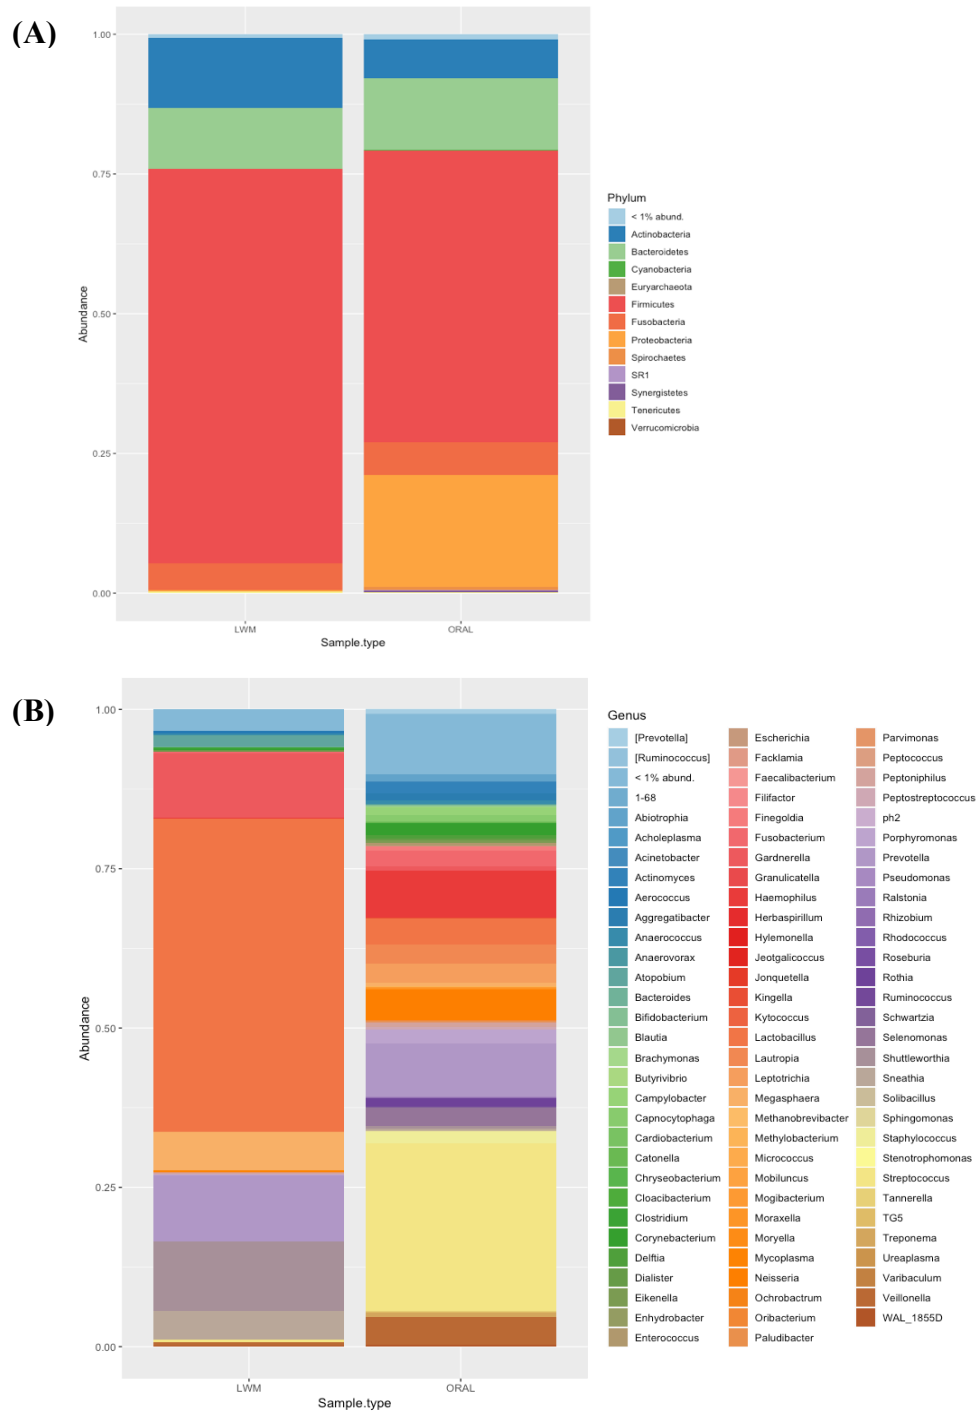 (A)
1.00
0.75
0.50
0.25
0.00
Abundance
LWM
ORAL
Sample.type
Phylum
< 1% abund.
Actinobacteria
Bacteroidetes
Cyanobacteria
Euryarchaeota
Firmicutes
Fusobacteria
Proteobacteria
Spirochaetes
SR1
Synergistetes
Tenericutes
Verrucomicrobia
(B)
1.00
0.75
0.50
0.25
0.00
Abundance
LWM
ORAL
Sample.type
Genus
[Prevotella]
[Ruminococcus]
< 1% abund.
1-68
Abiotrophia
Acholeplasma
Acinetobacter
Actinomyces
Aerococcus
Aggregatibacter
Anaerococcus
Anaerovorax
Atopobium
Bacteroides
Bifidobacterium
Blautia
Brachymonas
Butyrivibrio
Campylobacter
Capnocytophaga
Cardiobacterium
Catonella
Chryseobacterium
Cloacibacterium
Clostridium
Corynebacterium
Delftia
Dialister
Eikenella
Enhydrobacter
Enterococcus
Escherichia
Facklamia
Faecalibacterium
Filifactor
Finegoldia
Fusobacterium
Gardnerella
Granulicatella
Haemophilus
Herbaspirillum
Hylemonella
Jeotgalicoccus
Jonquetella
Kingella
Kytococcus
Lactobacillus
Lautropia
Leptotrichia
Megasphaera
Methanobrevibacter
Methylobacterium
Micrococcus
Mobiluncus
Mogibacterium
Moraxella
Moryella
Mycoplasma
Neisseria
Ochrobactrum
Oribacterium
Paludibacter
Parvimonas
Peptococcus
Peptoniphilus
Peptostreptococcus
ph2
Porphyromonas
Prevotella
Pseudomonas
Ralstonia
Rhizobium
Rhodococcus
Roseburia
Rothia
Ruminococcus
Schwartzia
Selenomonas
Shuttleworthia
Sneathia
Solibacillus
Sphingomonas
Staphylococcus
Stenotrophomonas
Streptococcus
Tannerella
TG5
Treponema
Ureaplasma
Varibaculum
Veillonella
WAL_1855D